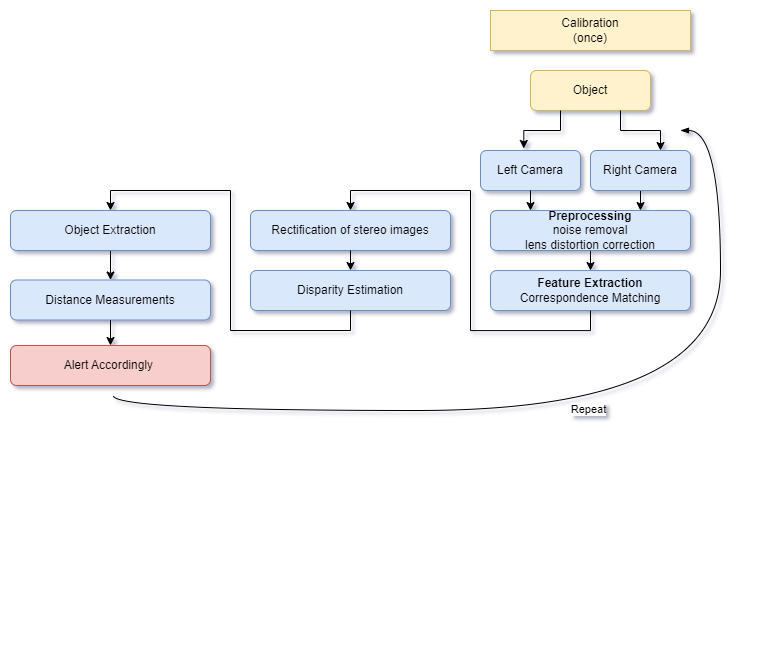 Calibration
(once)
Object
Left Camera
Right Camera
Preprocessing
noise removal
lens distortion correction
Feature Extraction
Correspondence Matching
Rectification of stereo images
Disparity Estimation
Object Extraction
Distance Measurements
Alert Accordingly
Repeat